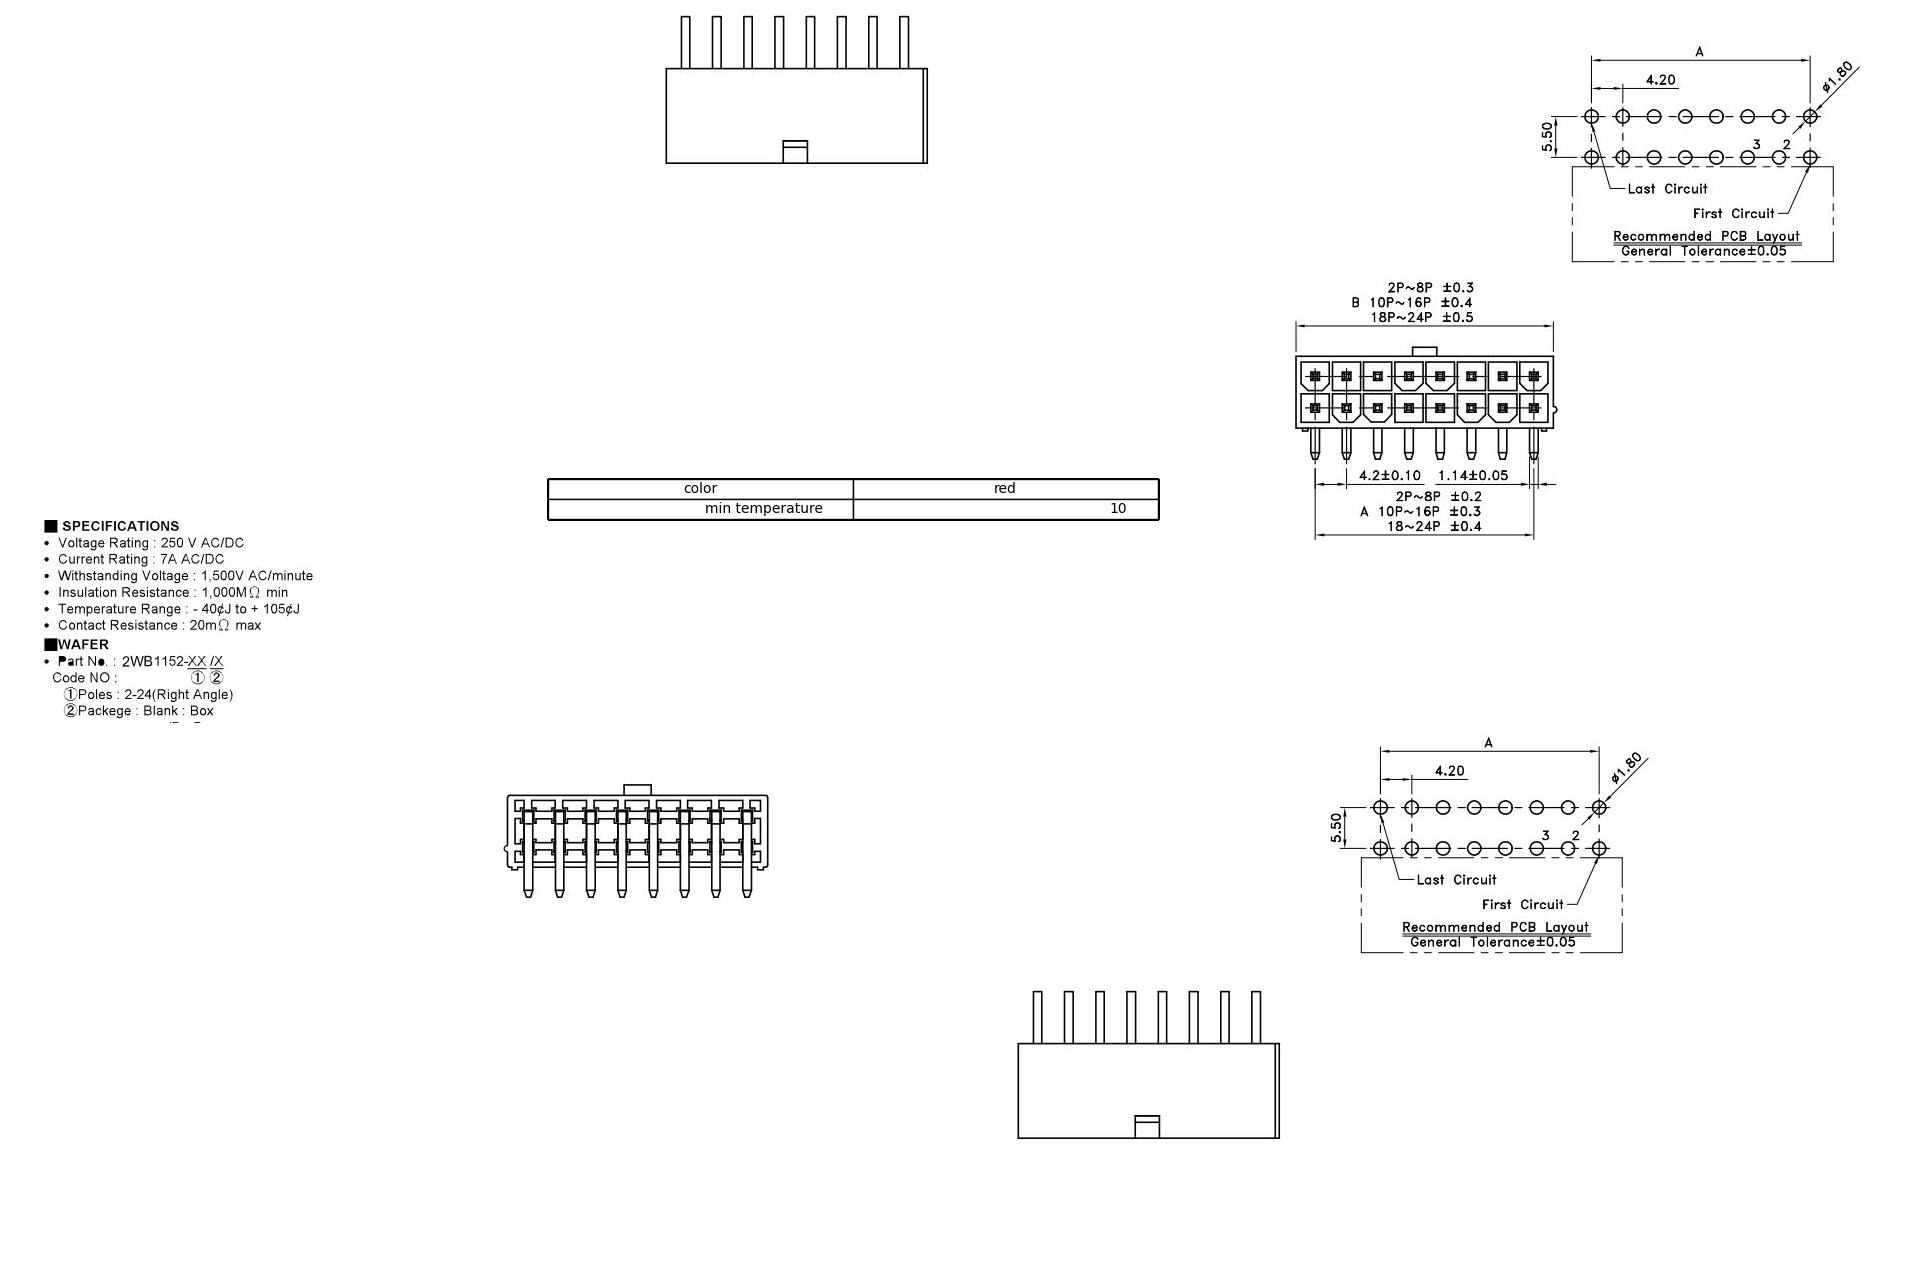 A
4.20
ø1.80
5.50
3 2
Last Circuit
First Circuit
Recommended PCB Layout
General Tolerance±0.05
2P~8P ±0.3
B 10P~16P ±0.4
18P~24P ±0.5
4.2±0.10 1.14±0.05
2P~8P ±0.2
A 10P~16P ±0.3
18~24P ±0.4
color red
min temperature 10
■ SPECIFICATIONS
• Voltage Rating : 250 V AC/DC
• Current Rating : 7A AC/DC
• Withstanding Voltage : 1,500V AC/minute
• Insulation Resistance : 1,000MΩ min
• Temperature Range : - 40¢J to + 105¢J
• Contact Resistance : 20mΩ max
■WAFER
• Part No. : 2WB1152-XX /X
Code NO : ① ②
①Poles : 2-24(Right Angle)
②Packege : Blank : Box
A
4.20
ø1.80
5.50
3 2
Last Circuit
First Circuit
Recommended PCB Layout
General Tolerance±0.05